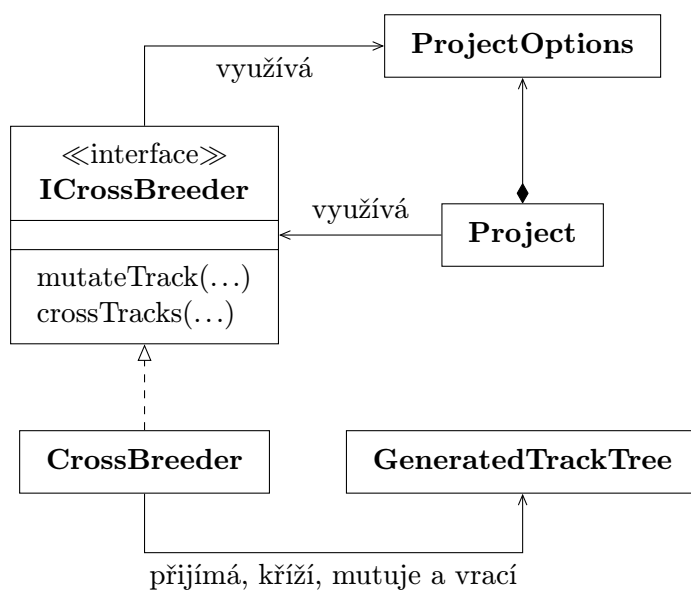 ProjectOptions
využívá
≪interface≫
ICrossBreeder
mutateTrack(...)
crossTracks(...)
využívá
Project
CrossBreeder
GeneratedTrackTree
přijímá, kříží, mutuje a vrací